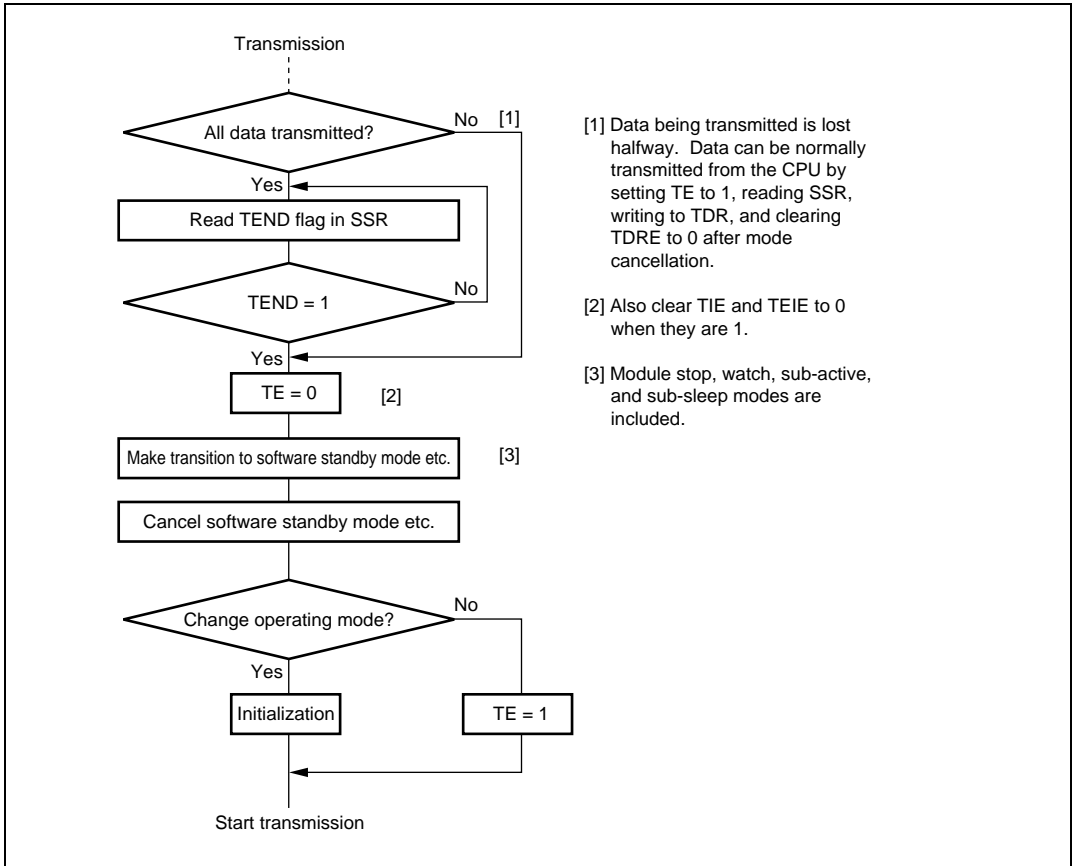 Transmission
All data transmitted?
No [1]
Yes
Read TEND flag in SSR
TEND = 1
No
Yes
TE = 0
[2]
Make transition to software standby mode etc.
[3]
Cancel software standby mode etc.
Change operating mode?
No
Yes
Initialization
TE = 1
Start transmission
[1] Data being transmitted is lost
halfway. Data can be normally
transmitted from the CPU by
setting TE to 1, reading SSR,
writing to TDR, and clearing
TDRE to 0 after mode
cancellation.
[2] Also clear TIE and TEIE to 0
when they are 1.
[3] Module stop, watch, sub-active,
and sub-sleep modes are
included.